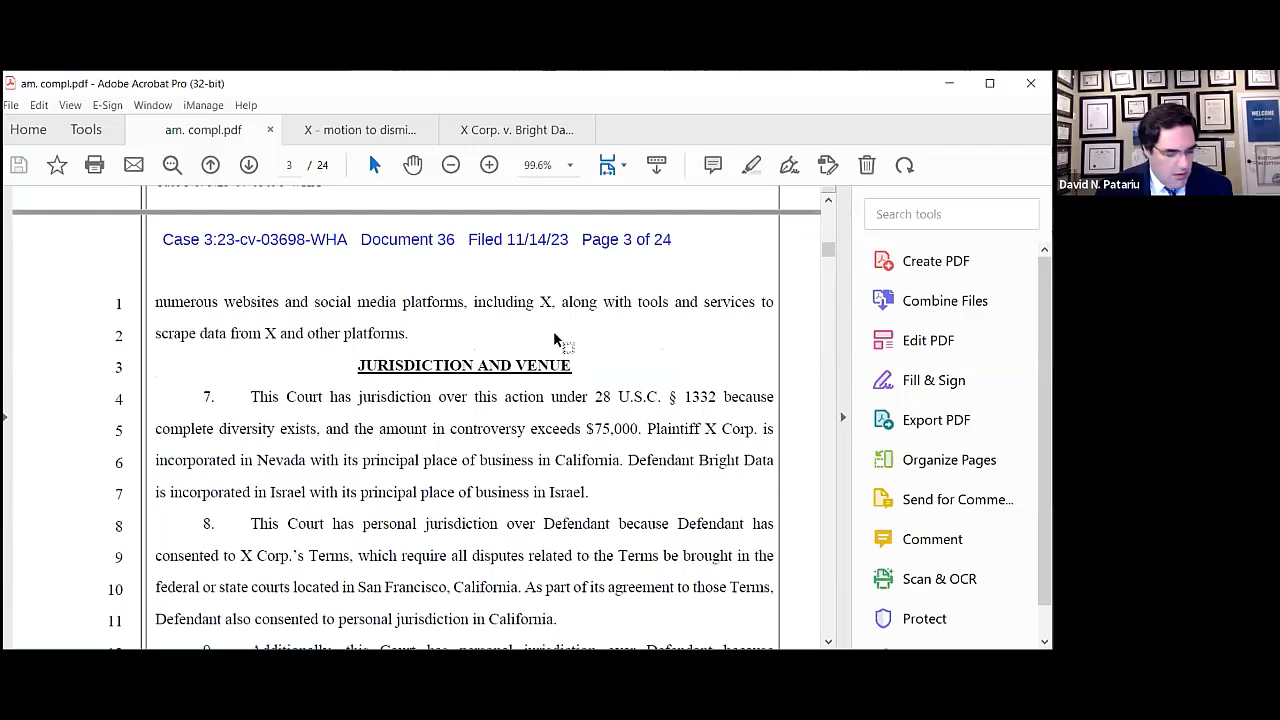 am. compl.pdf - Adobe Acrobat Pro (32-bit)
File Edit View E-Sign Window iManage Help
Home Tools am. compl.pdf × X - motion to dismi... X Corp. v. Bright Da...
3 / 24 99.6%
Case 3:23-cv-03698-WHA Document 36 Filed 11/14/23 Page 3 of 24
1 numerous websites and social media platforms, including X, along with tools and services to
2 scrape data from X and other platforms.
3 JURISDICTION AND VENUE
4 7. This Court has jurisdiction over this action under 28 U.S.C. § 1332 because
5 complete diversity exists, and the amount in controversy exceeds $75,000. Plaintiff X Corp. is
6 incorporated in Nevada with its principal place of business in California. Defendant Bright Data
7 is incorporated in Israel with its principal place of business in Israel.
8 8. This Court has personal jurisdiction over Defendant because Defendant has
9 consented to X Corp.'s Terms, which require all disputes related to the Terms be brought in the
10 federal or state courts located in San Francisco, California. As part of its agreement to those Terms,
11 Defendant also consented to personal jurisdiction in California.
Additionally, this Court has personal jurisdiction over Defendant because
Search tools
Create PDF
Combine Files
Edit PDF
Fill & Sign
Export PDF
Organize Pages
Send for Comme...
Comment
Scan & OCR
Protect
David N. Patariu
WELCOME